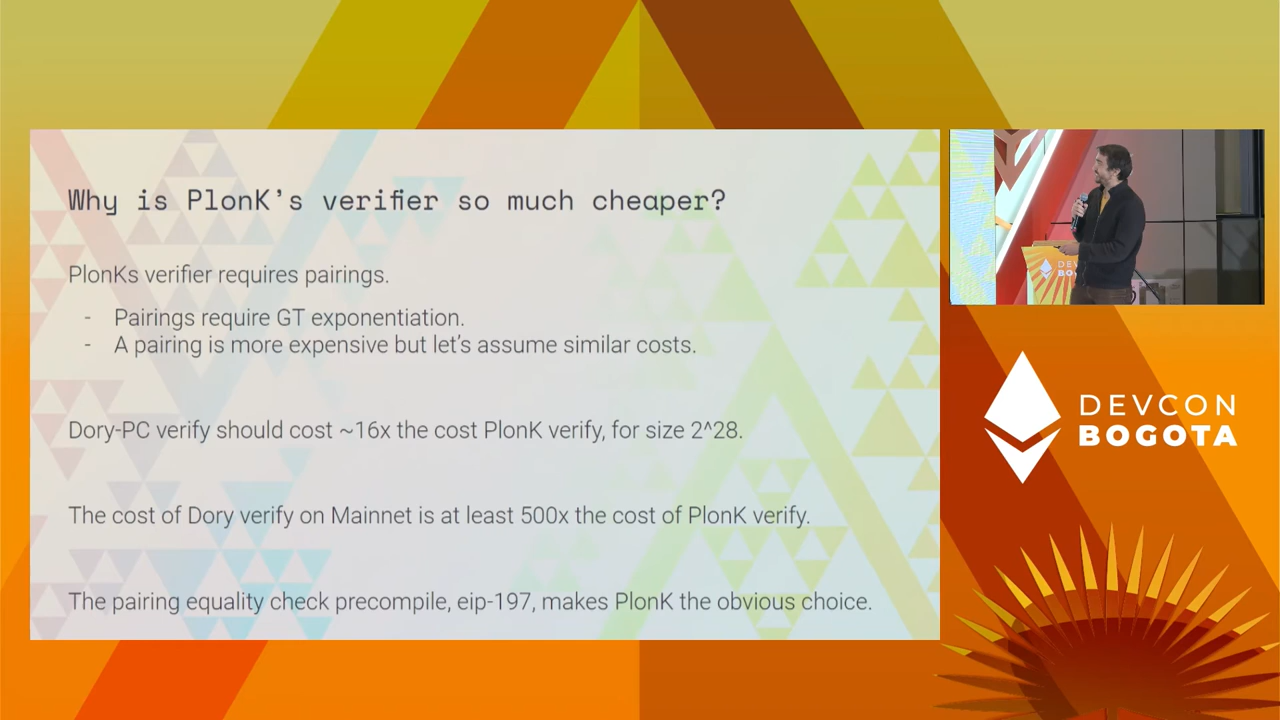 Why is PlonK's verifier so much cheaper?
PlonKs verifier requires pairings.
- Pairings require GT exponentiation.
- A pairing is more expensive but let's assume similar costs.
Dory-PC verify should cost ~16x the cost PlonK verify, for size 2^28.
The cost of Dory verify on Mainnet is at least 500x the cost of PlonK verify.
The pairing equality check precompile, eip-197, makes PlonK the obvious choice.
DEVCON
BOGOTA